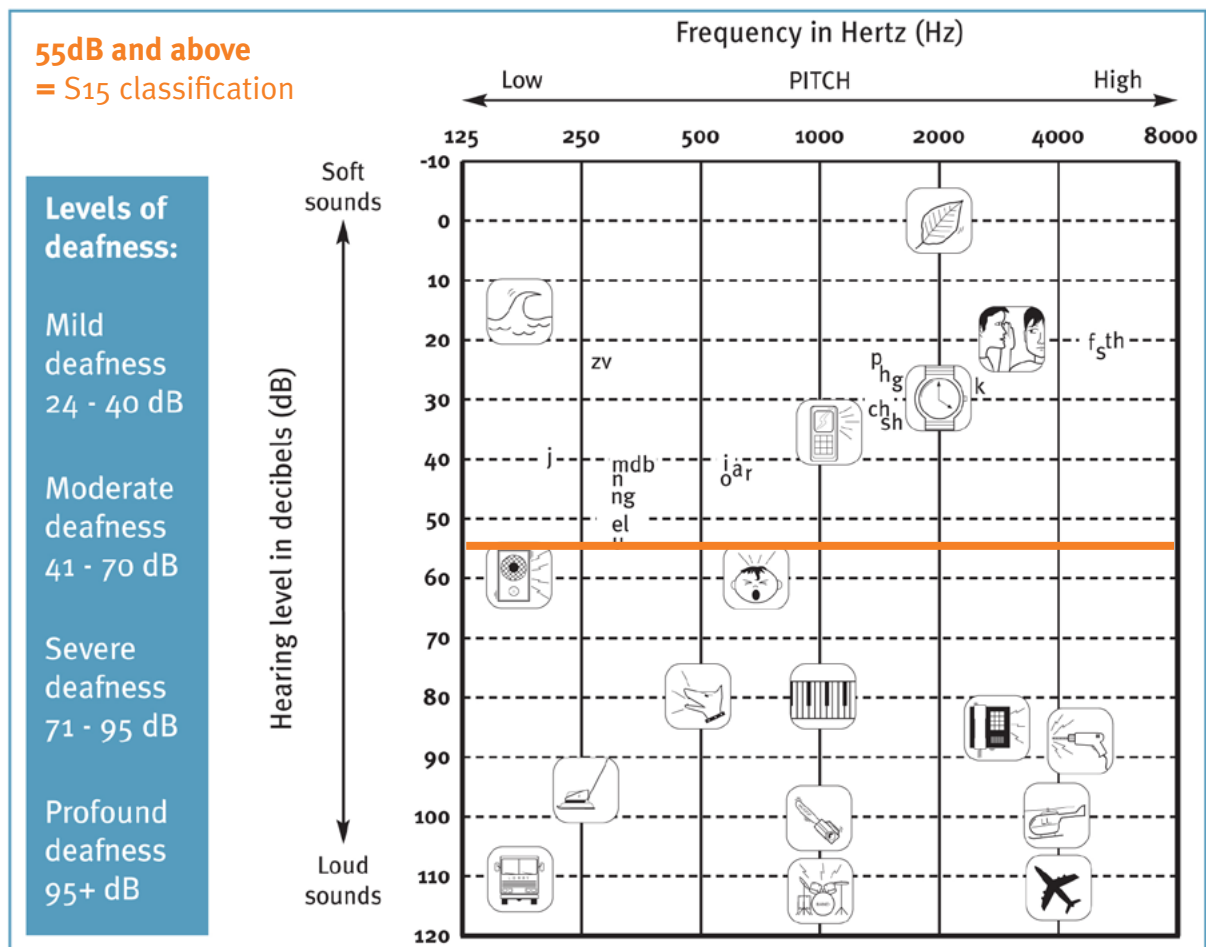 55dB and above
= S15 classification
Frequency in Hertz (Hz)
Low PITCH High
125 250 500 1000 2000 4000 8000
Levels of
deafness:
Mild
deafness
24 - 40 dB
Moderate
deafness
41 - 70 dB
Severe
deafness
71 - 95 dB
Profound
deafness
95+ dB
Soft
sounds
Hearing level in decibels (dB)
Loud
sounds
-10
0
10
20
30
40
50
60
70
80
90
100
110
120
zv
p
hg
k
ch
sh
f s th
j
mdb
n
ng
el
i a r
o